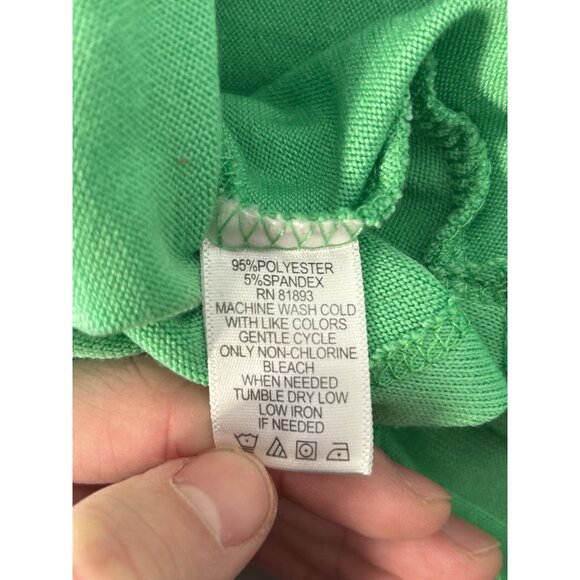 95%POLYESTER
5%SPANDEX
RN 81893
MACHINE WASH COLD
WITH LIKE COLORS
GENTLE CYCLE
ONLY NON-CHLORINE
BLEACH
WHEN NEEDED
TUMBLE DRY LOW
LOW IRON
IF NEEDED